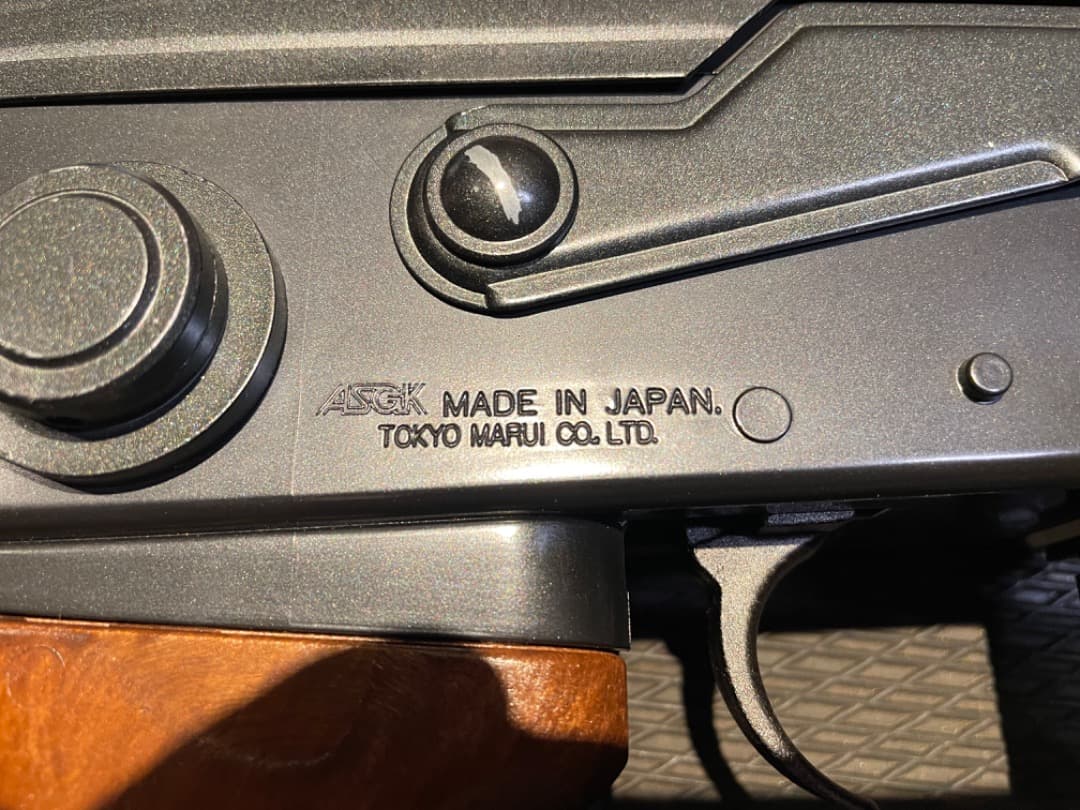 ASGK MADE IN JAPAN.
TOKYO MARUI CO. LTD.